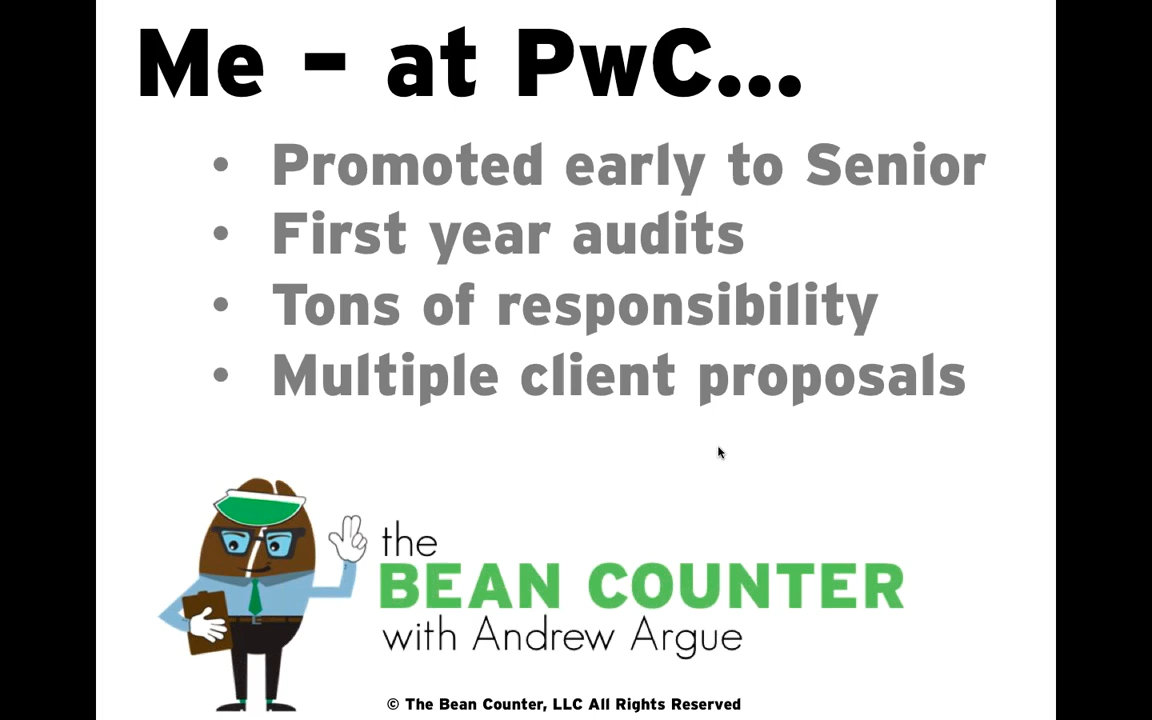 Me – at PwC...
• Promoted early to Senior
• First year audits
• Tons of responsibility
• Multiple client proposals
the
BEAN COUNTER
with Andrew Argue
© The Bean Counter, LLC All Rights Reserved